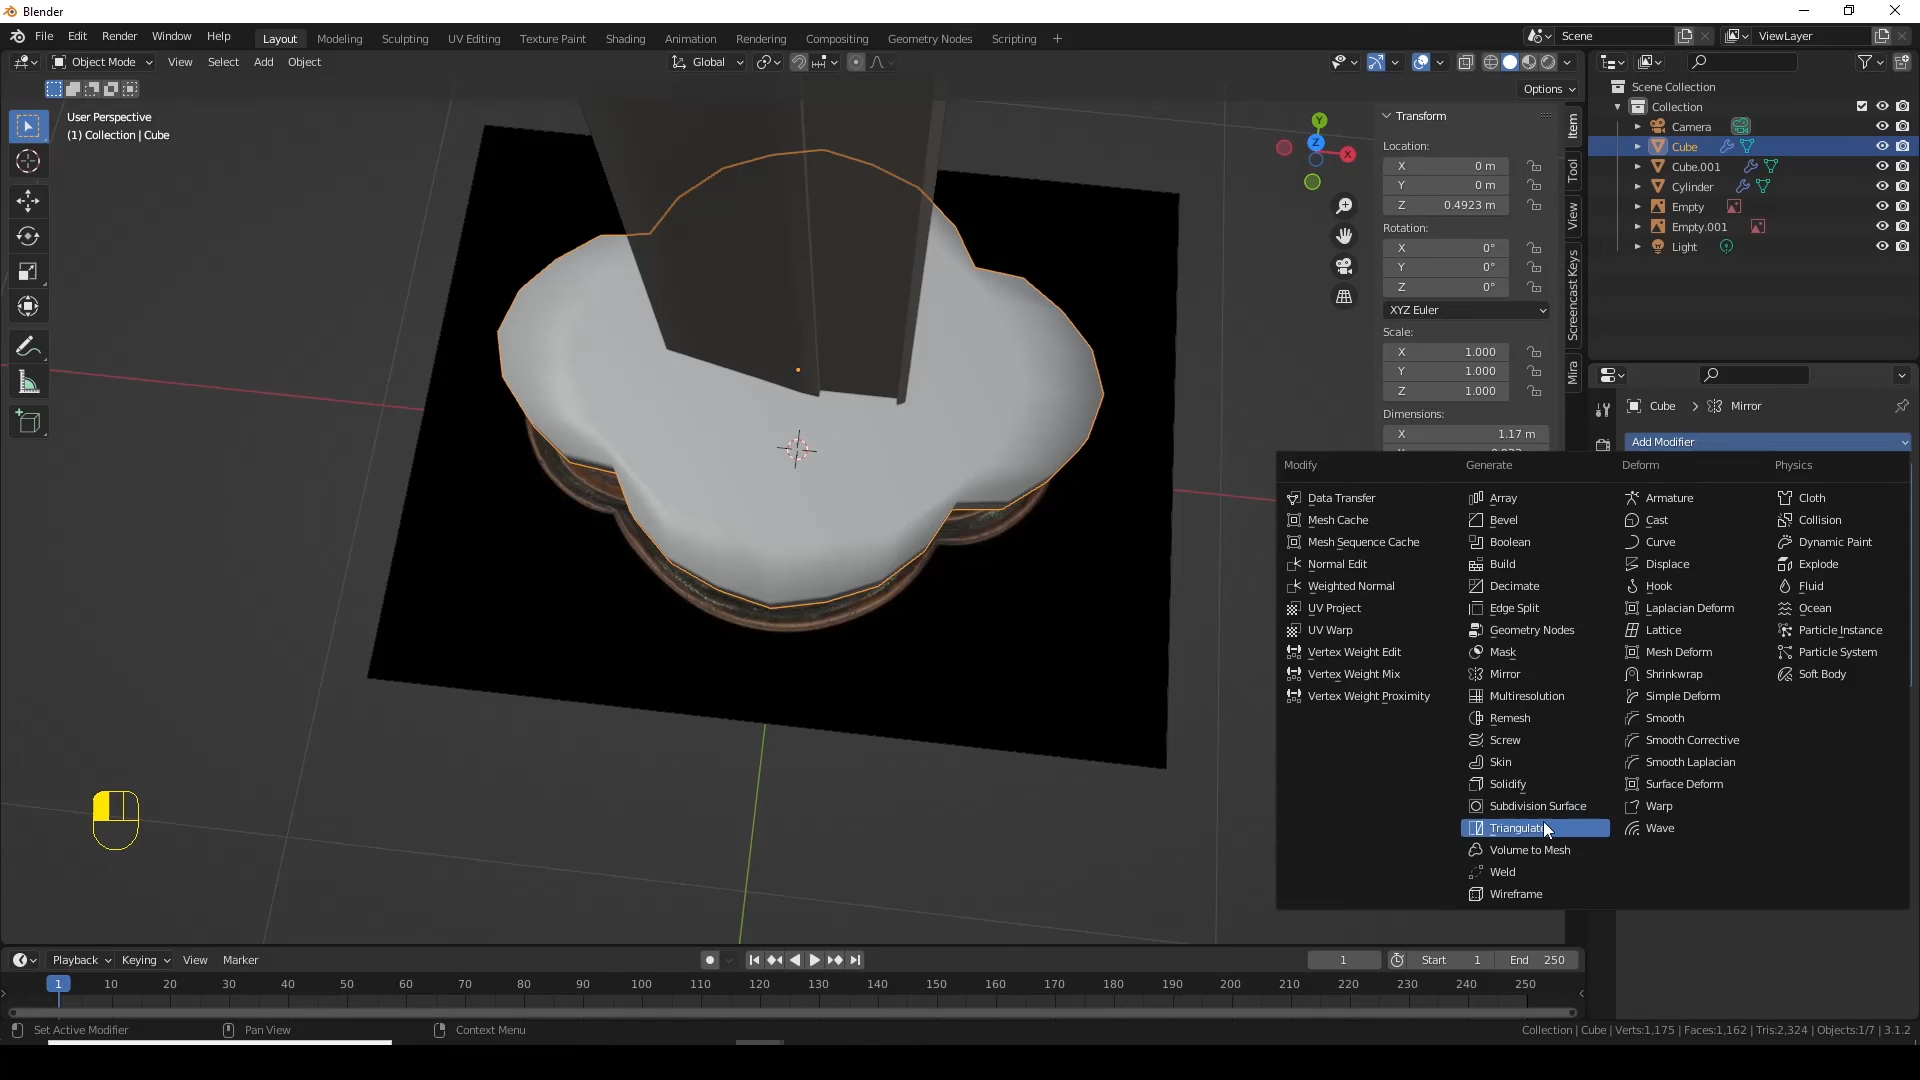 Blender
File Edit Render Window Help Layout Modeling Sculpting UV Editing Texture Paint Shading Animation Rendering Compositing Geometry Nodes Scripting + Scene ViewLayer
Object Mode View Select Add Object Global
Options
User Perspective
(1) Collection | Cube
Y
Z
X
Transform
Location:
X 0 m
Y 0 m
Z 0.4923 m
Rotation:
X 0°
Y 0°
Z 0°
XYZ Euler
Scale:
X 1.000
Y 1.000
Z 1.000
Dimensions:
X 1.17 m
Item
Tool
View
Screencast Keys
Mira
Scene Collection
Collection
Camera
Cube
Cube.001
Cylinder
Empty
Empty.001
Light
Cube > Mirror
Add Modifier
Modify Generate Deform Physics
Data Transfer Array Armature Cloth
Mesh Cache Bevel Cast Collision
Mesh Sequence Cache Boolean Curve Dynamic Paint
Normal Edit Build Displace Explode
Weighted Normal Decimate Hook Fluid
UV Project Edge Split Laplacian Deform Ocean
UV Warp Geometry Nodes Lattice Particle Instance
Vertex Weight Edit Mask Mesh Deform Particle System
Vertex Weight Mix Mirror Shrinkwrap Soft Body
Vertex Weight Proximity Multiresolution Simple Deform
Remesh Smooth
Screw Smooth Corrective
Skin Smooth Laplacian
Solidify Surface Deform
Subdivision Surface Warp
Triangulate Wave
Volume to Mesh
Weld
Wireframe
Playback Keying View Marker 1 Start 1 End 250
1 10 20 30 40 50 60 70 80 90 100 110 120 130 140 150 160 170 180 190 200 210 220 230 240 250
Set Active Modifier Pan View Context Menu Collection | Cube | Verts:1,175 | Faces:1,162 | Tris:2,324 | Objects:1/7 | 3.1.2